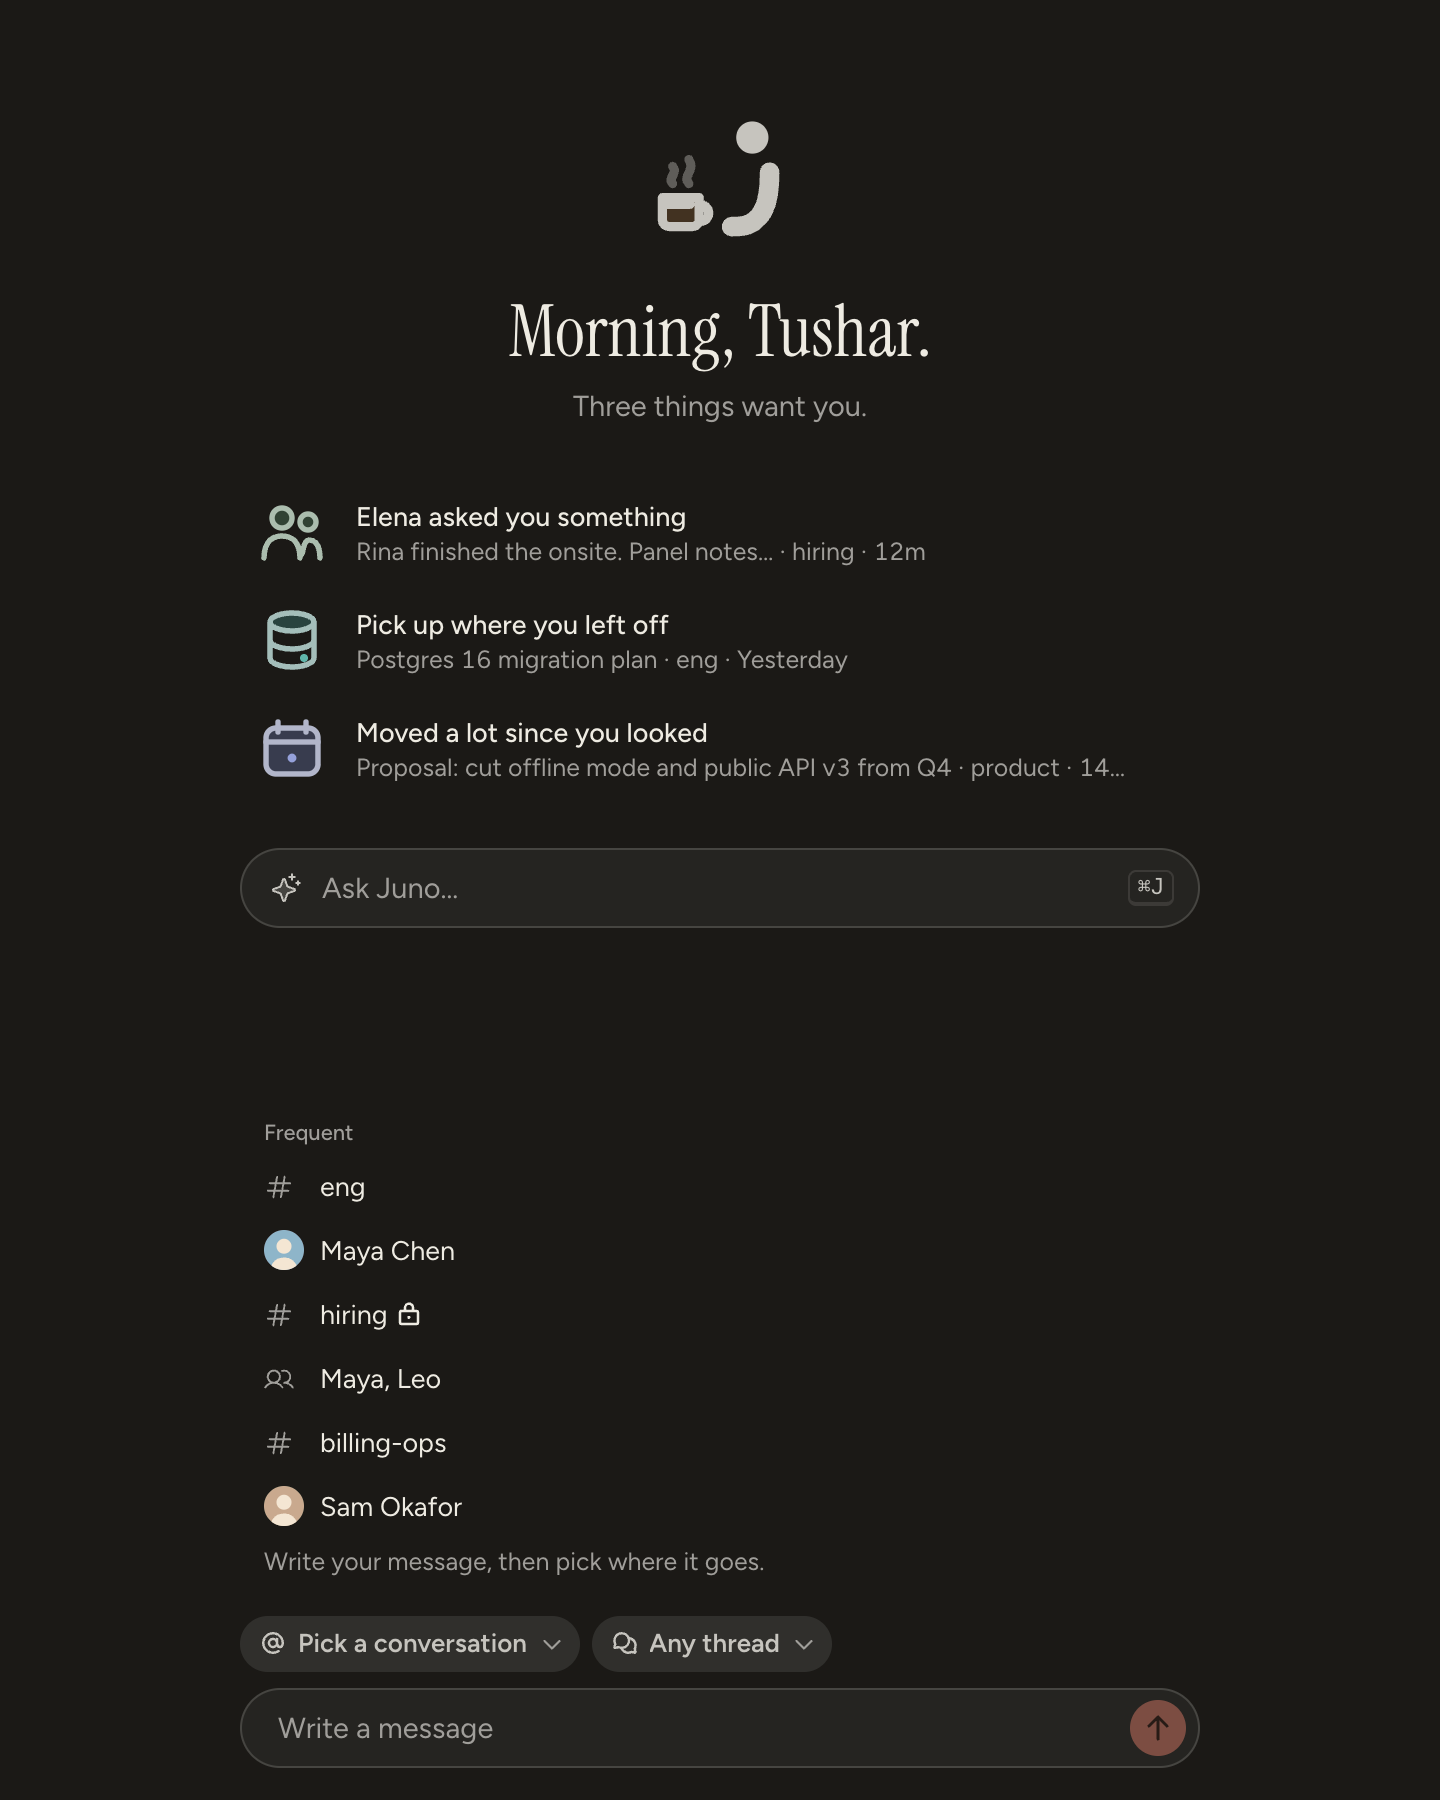 Morning, Tushar.
Three things want you.
Elena asked you something
Rina finished the onsite. Panel notes... · hiring · 12m
Pick up where you left off
Postgres 16 migration plan · eng · Yesterday
Moved a lot since you looked
Proposal: cut offline mode and public API v3 from Q4 · product · 14...
Ask Juno... ⌘J
Frequent
# eng
Maya Chen
# hiring
Maya, Leo
# billing-ops
Sam Okafor
Write your message, then pick where it goes.
@ Pick a conversation Any thread
Write a message